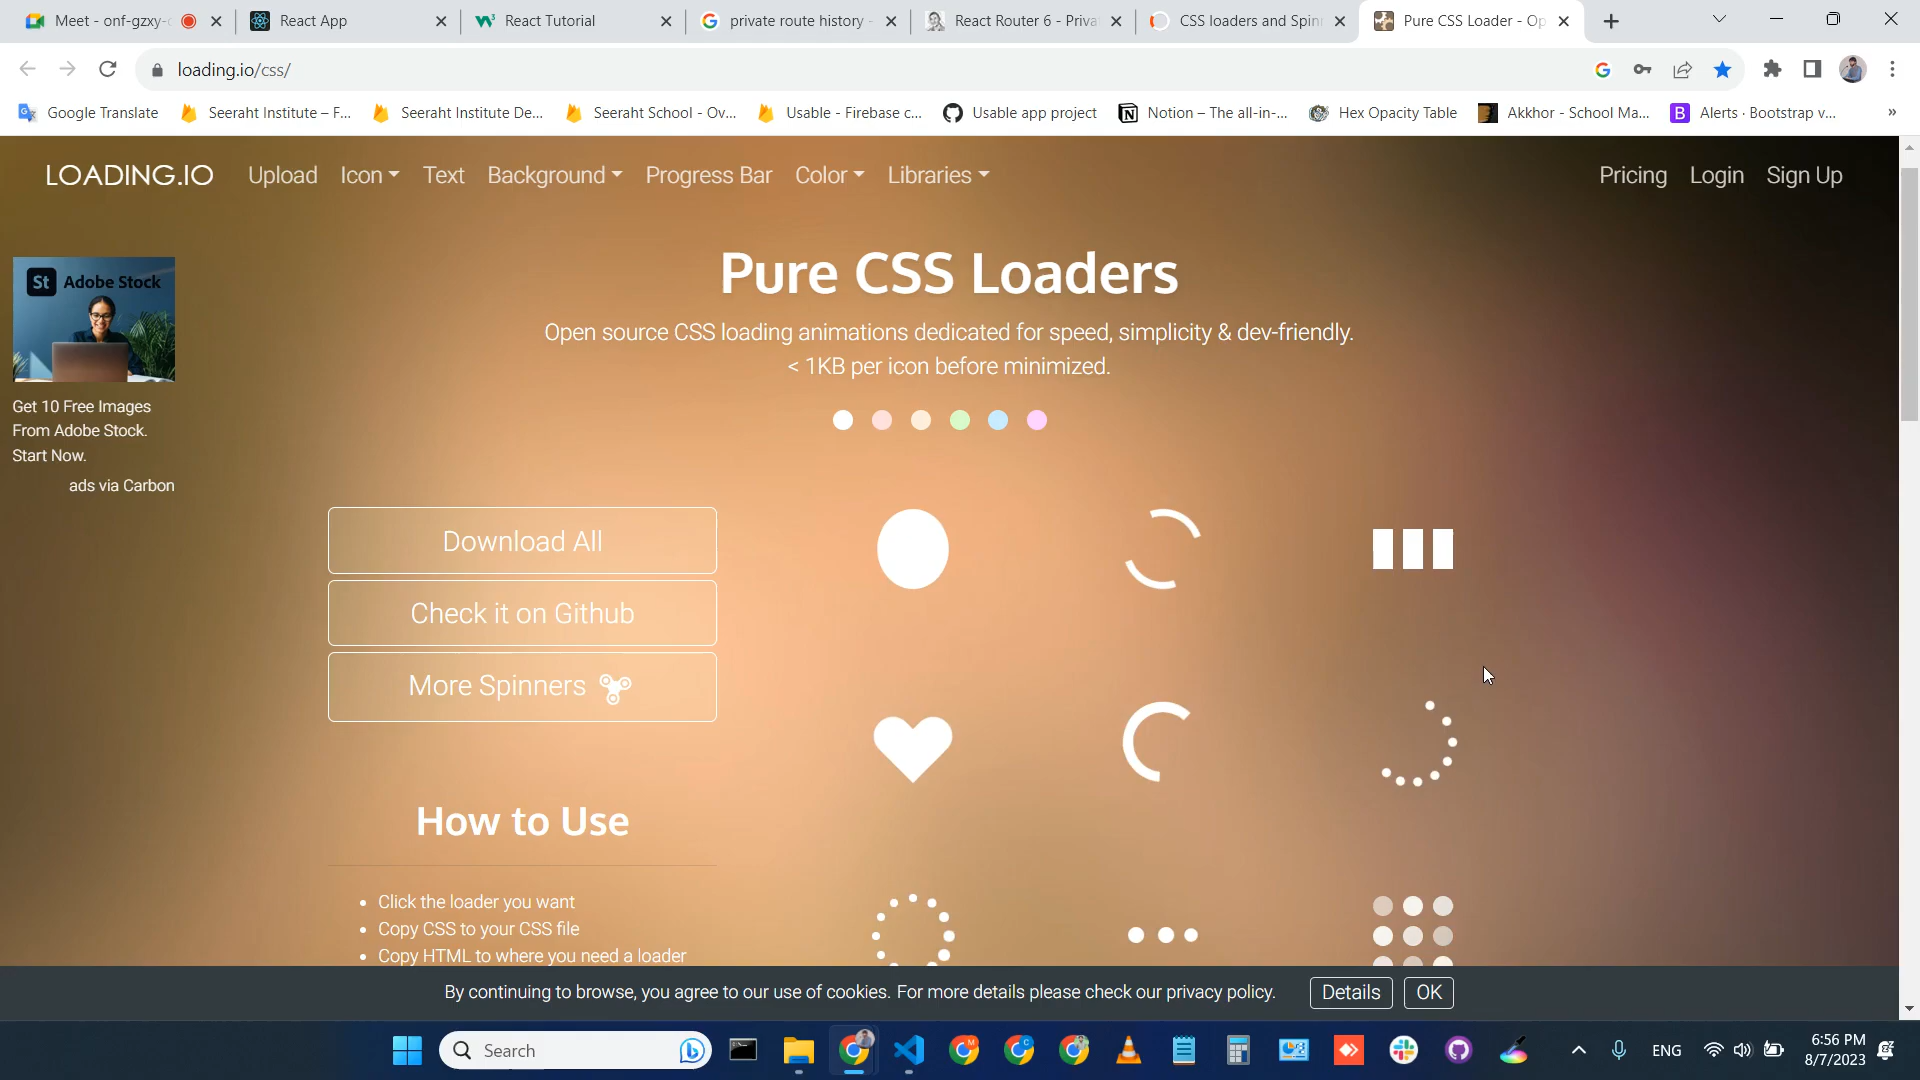 Meet - onf-gzxy-
React App
React Tutorial
private route history -
React Router 6 - Priva
CSS loaders and Spin
Pure CSS Loader - Op
loading.io/css/
Google Translate
Seeraht Institute – F...
Seeraht Institute De...
Seeraht School - Ov...
Usable - Firebase c...
Usable app project
Notion – The all-in-...
Hex Opacity Table
Akkhor - School Ma...
B Alerts · Bootstrap v...
»
LOADING.IO
Upload
Icon
Text
Background
Progress Bar
Color
Libraries
Pricing
Login
Sign Up
Pure CSS Loaders
Open source CSS loading animations dedicated for speed, simplicity & dev-friendly.
< 1KB per icon before minimized.
St Adobe Stock
Get 10 Free Images
From Adobe Stock.
Start Now.
ads via Carbon
Download All
Check it on Github
More Spinners
How to Use
• Click the loader you want
• Copy CSS to your CSS file
• Copy HTML to where you need a loader
By continuing to browse, you agree to our use of cookies. For more details please check our privacy policy.
Details
OK
Search
ENG
6:56 PM
8/7/2023